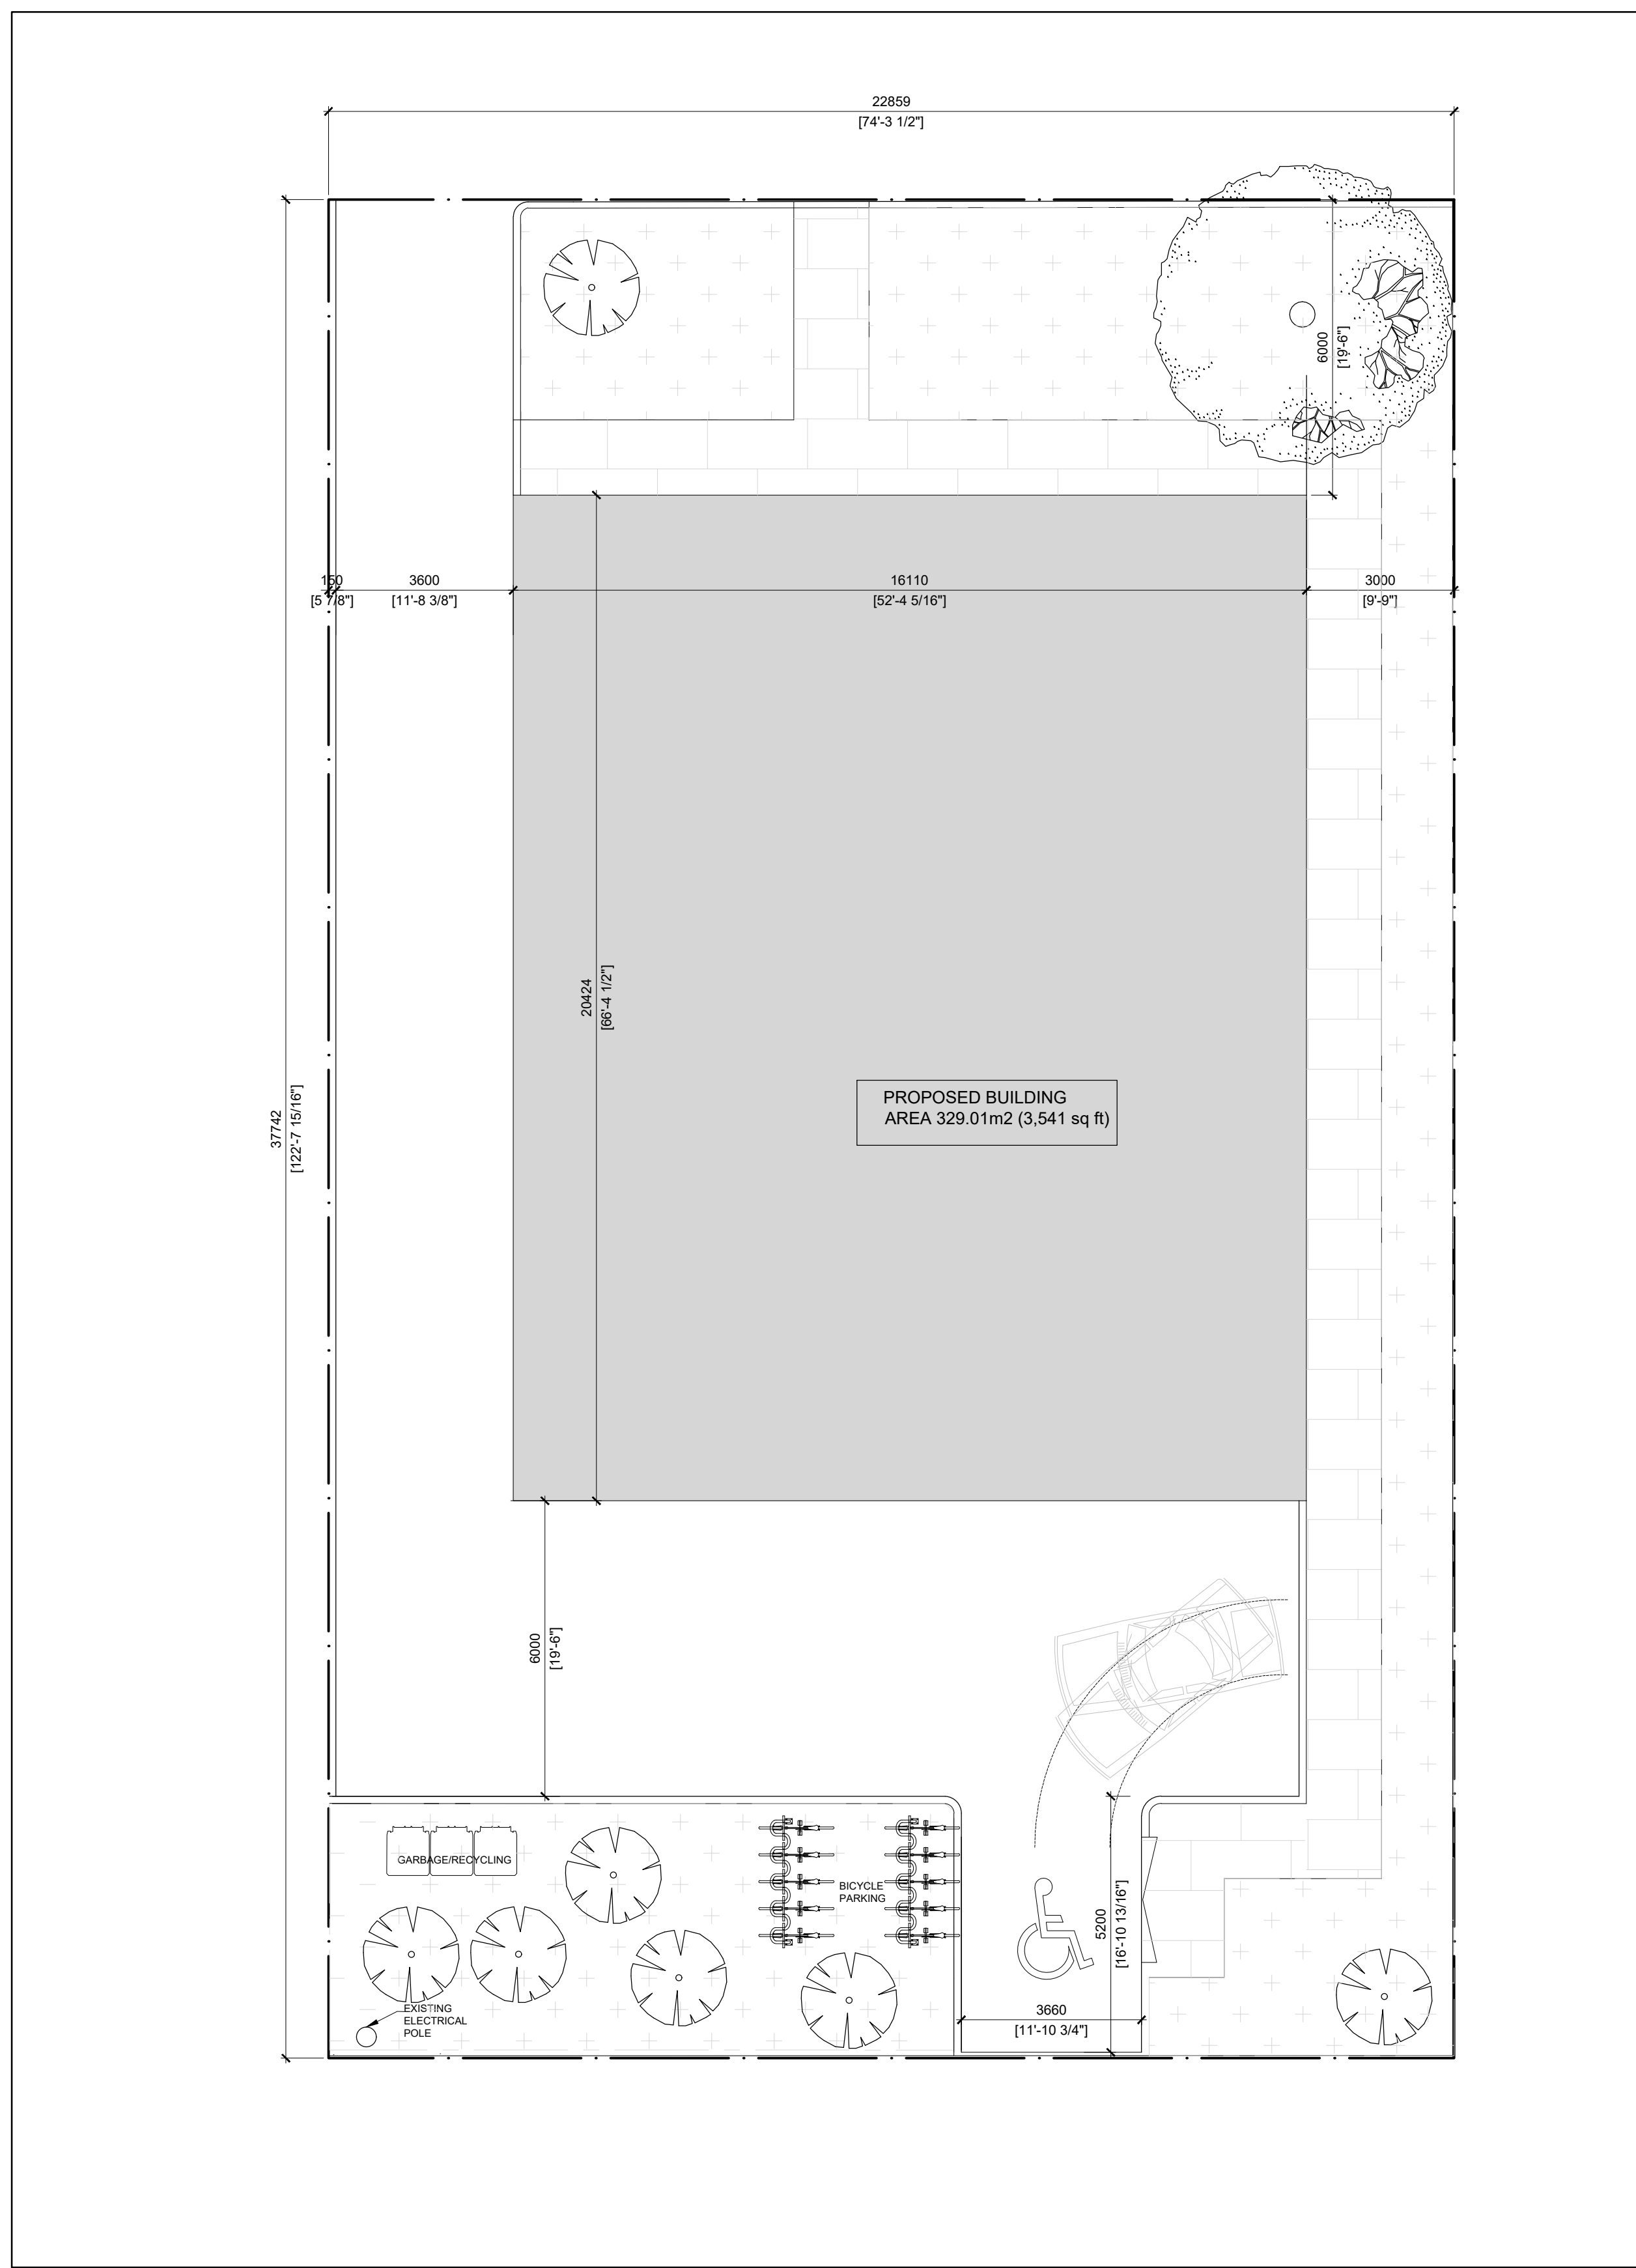 22859
[74'-3 1/2"]
6000
[19'-6"]
150
[5 7/8"]
3600
[11'-8 3/8"]
16110
[52'-4 5/16"]
3000
[9'-9"]
20424
[66'-4 1/2"]
37742
[122'-7 15/16"]
PROPOSED BUILDING
AREA 329.01m2 (3,541 sq ft)
6000
[19'-6"]
GARBAGE/RECYCLING
BICYCLE
PARKING
5200
[16'-10 13/16"]
EXISTING
ELECTRICAL
POLE
3660
[11'-10 3/4"]